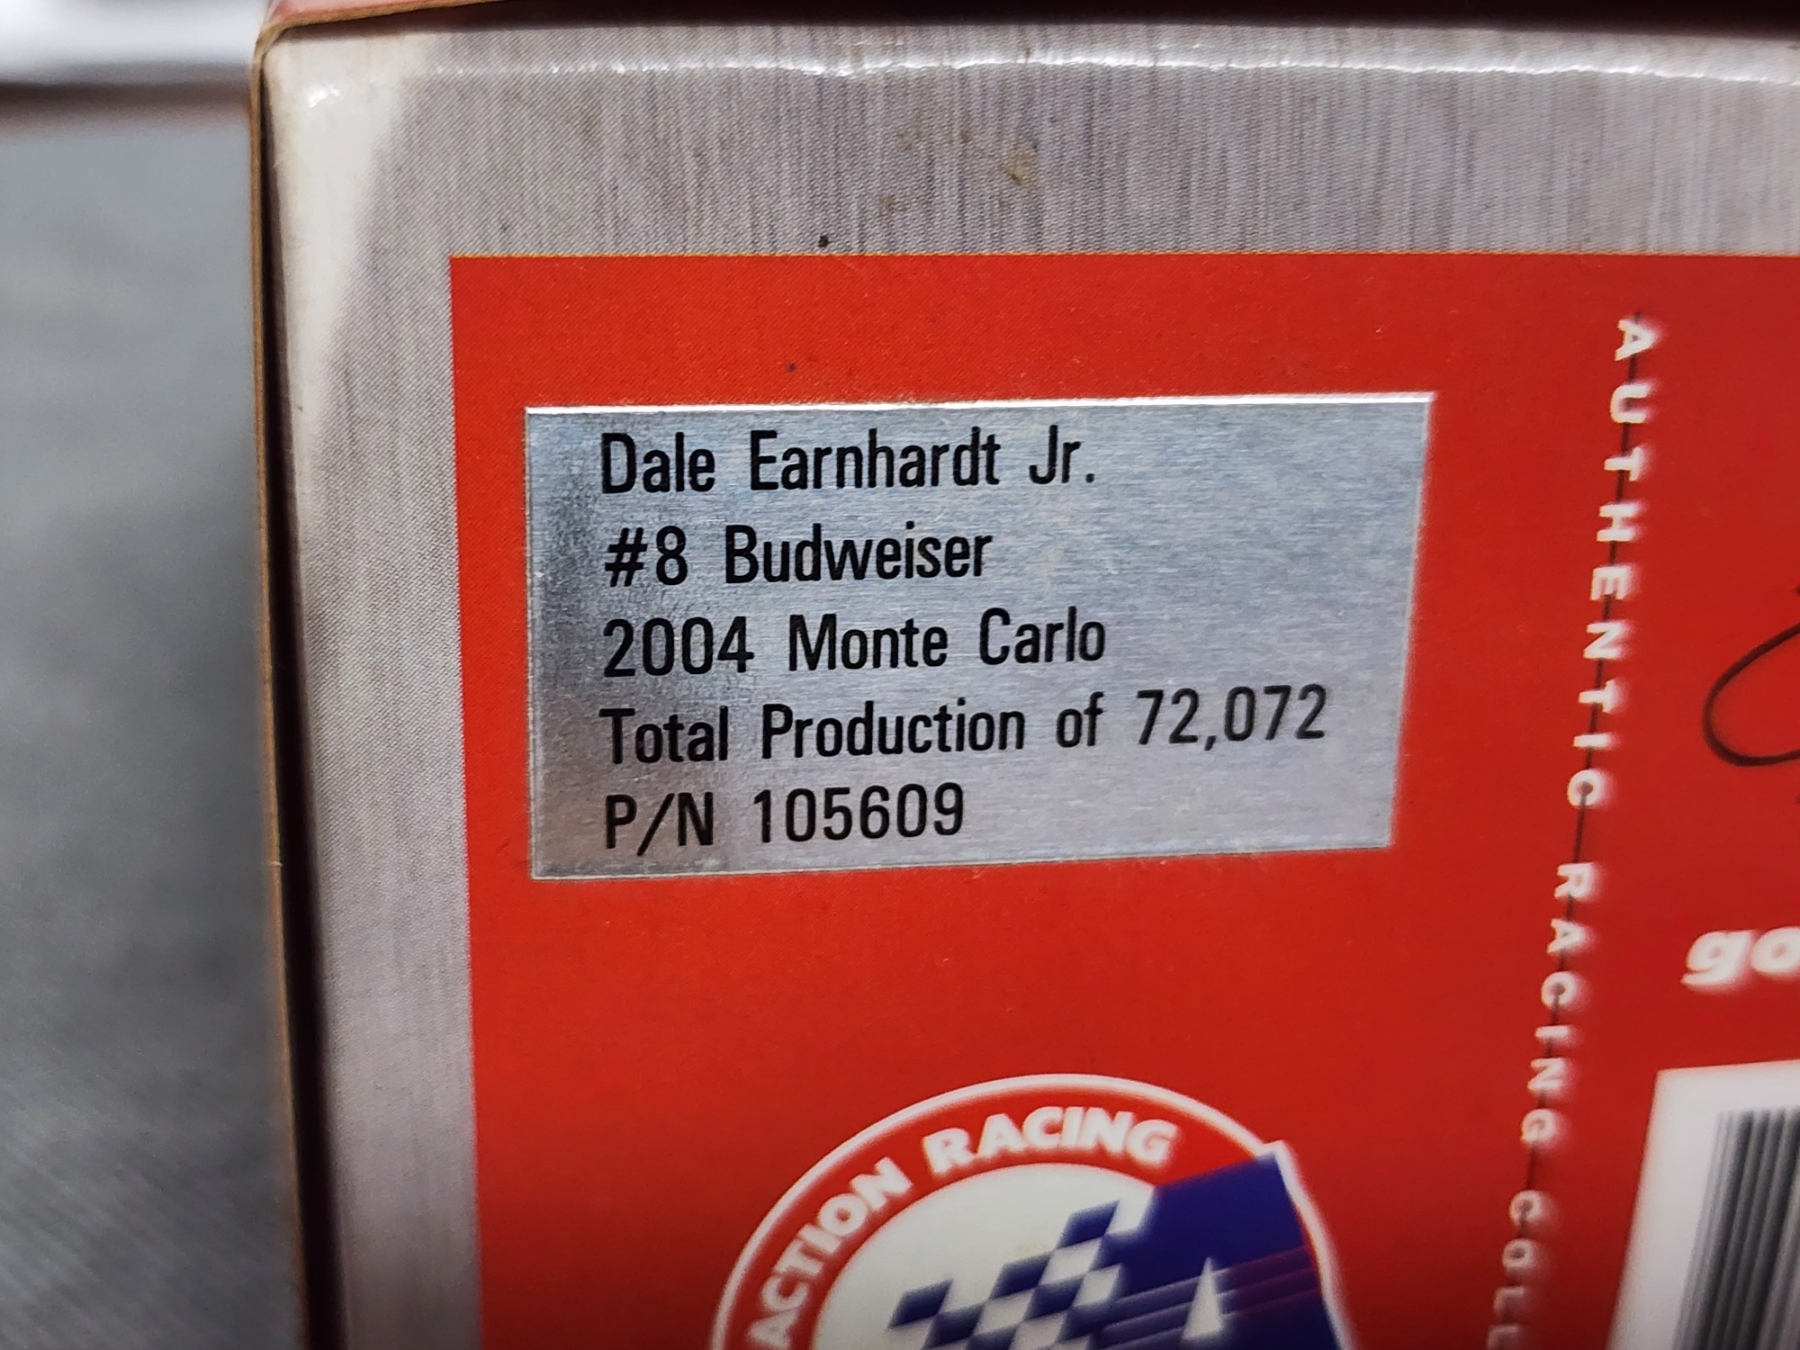 Dale Earnhardt Jr.
#8 Budweiser
2004 Monte Carlo
Total Production of 72,072
P/N 105609
AUTHENTIC RACING
ACTION RACING